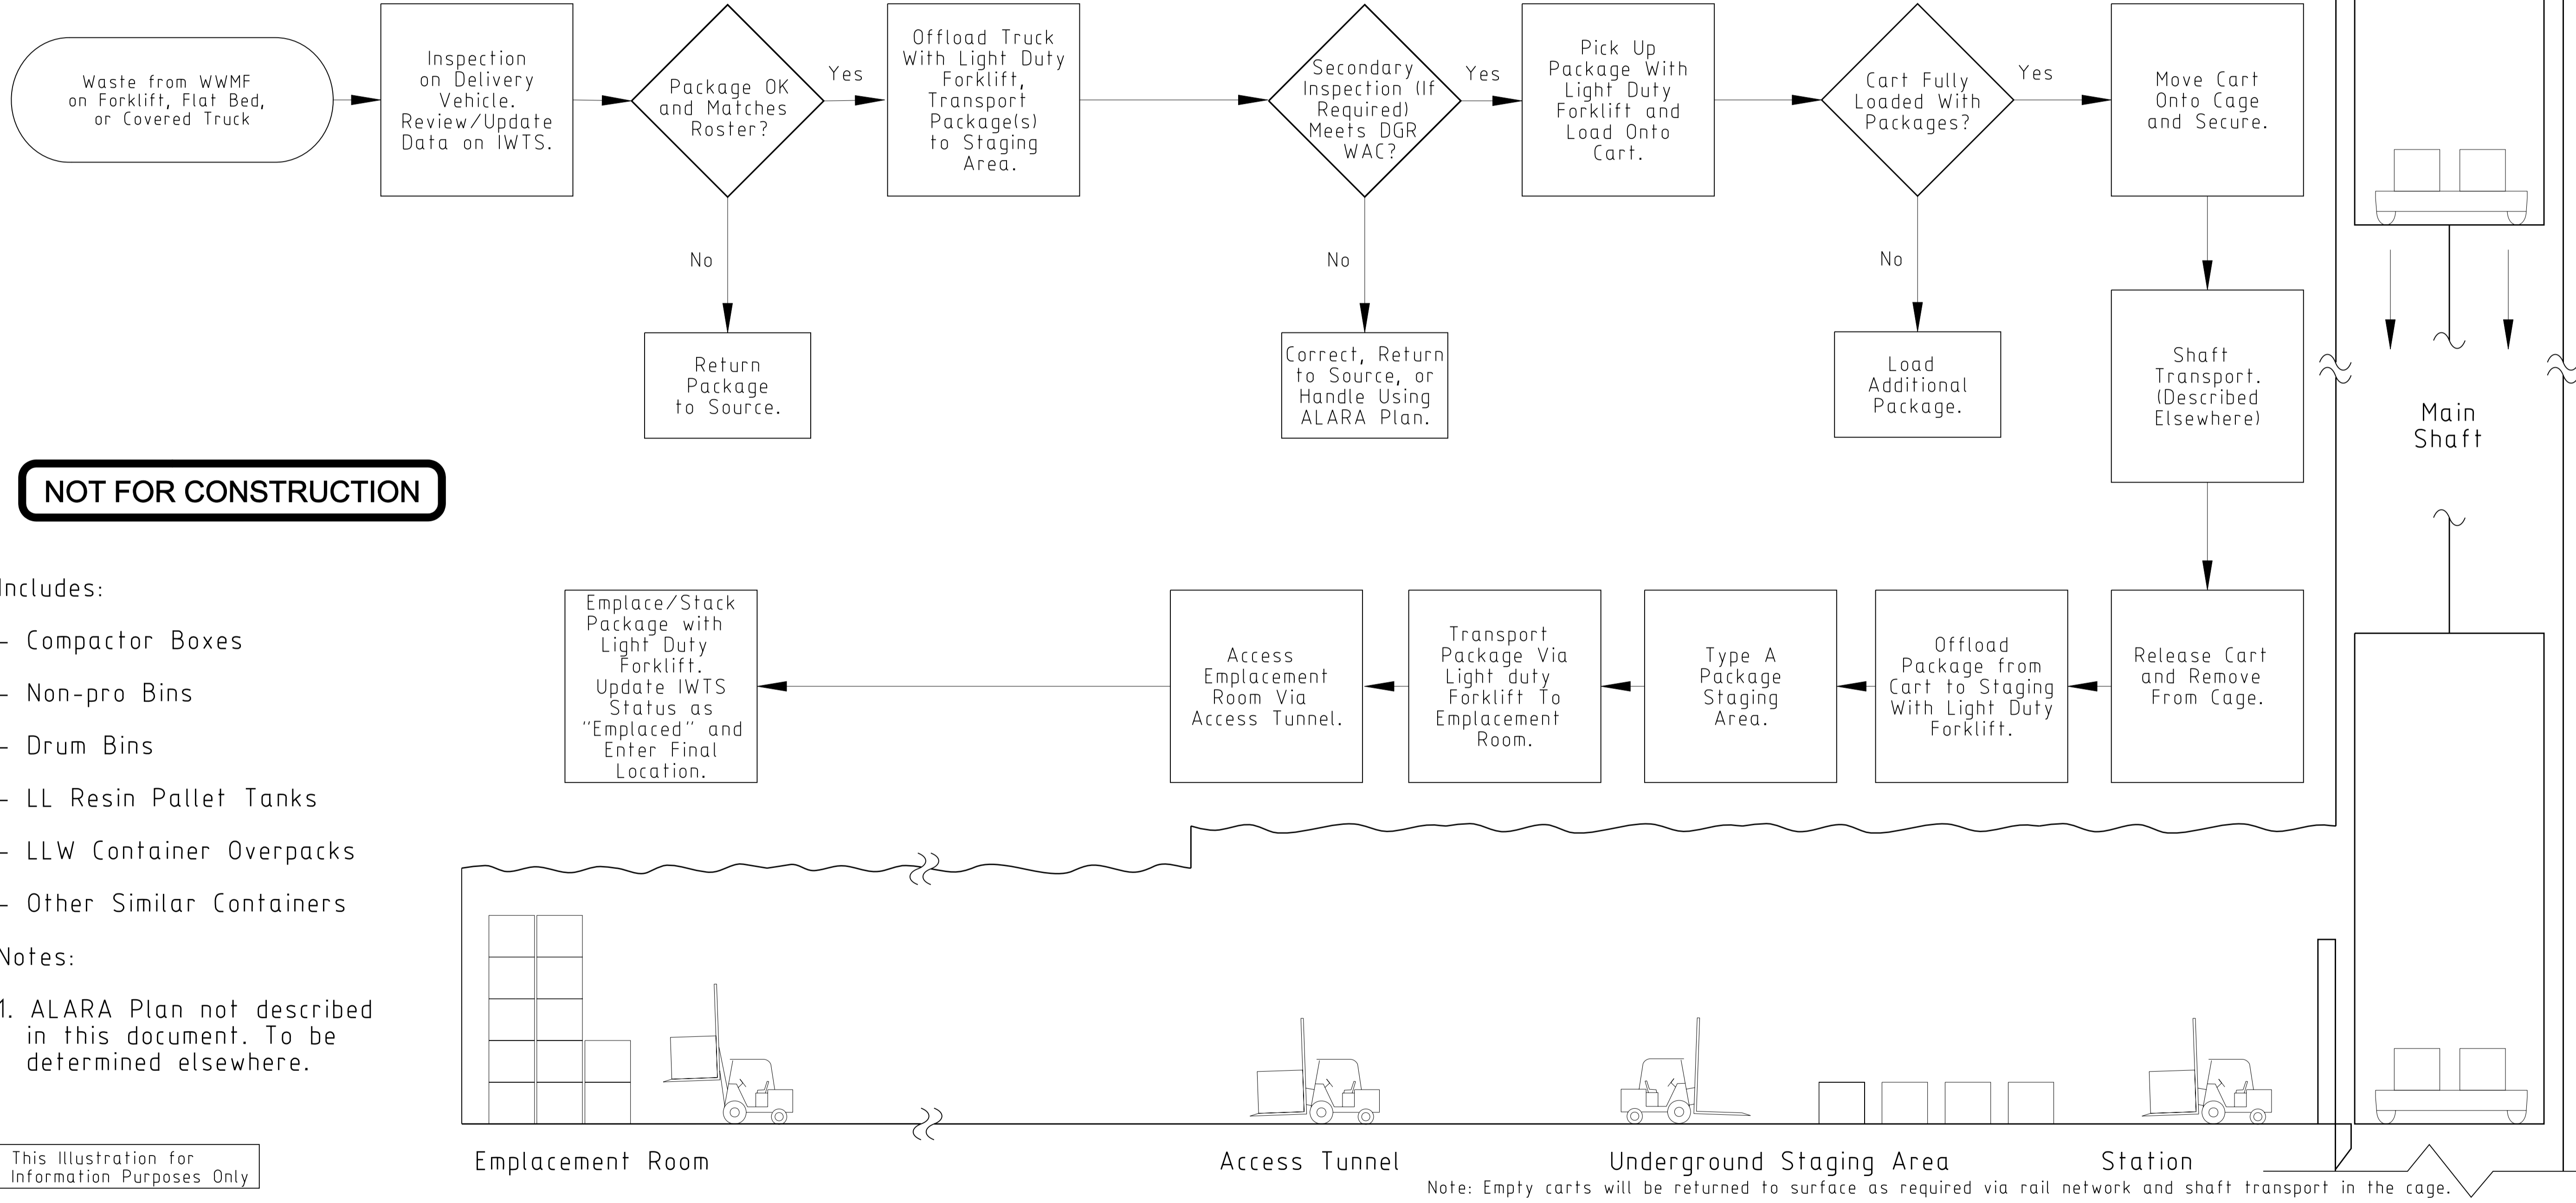 Waste from WWMF
on Forklift, Flat Bed,
or Covered Truck
Inspection
on Delivery
Vehicle.
Review/Update
Data on IWTS.
Package OK
and Matches
Roster?
Yes
No
Return
Package
to Source.
Offload Truck
With Light Duty
Forklift,
Transport
Package(s)
to Staging
Area.
Secondary
Inspection (If
Required)
Meets DGR
WAC?
Yes
No
Correct, Return
to Source, or
Handle Using
ALARA Plan.
Pick Up
Package With
Light Duty
Forklift and
Load Onto
Cart.
Cart Fully
Loaded With
Packages?
Yes
No
Load
Additional
Package.
Move Cart
Onto Cage
and Secure.
Shaft
Transport.
(Described
Elsewhere)
Main
Shaft
NOT FOR CONSTRUCTION
Release Cart
and Remove
From Cage.
Offload
Package from
Cart to Staging
With Light Duty
Forklift.
Type A
Package
Staging
Area.
Transport
Package Via
Light duty
Forklift To
Emplacement
Room.
Access
Emplacement
Room Via
Access Tunnel.
Emplace/Stack
Package with
Light Duty
Forklift.
Update IWTS
Status as
"Emplaced" and
Enter Final
Location.
Includes:
- Compactor Boxes
- Non-pro Bins
- Drum Bins
- LL Resin Pallet Tanks
- LLW Container Overpacks
- Other Similar Containers
Notes:
1. ALARA Plan not described
in this document. To be
determined elsewhere.
This Illustration for
Information Purposes Only
Emplacement Room
Access Tunnel
Underground Staging Area
Station
Note: Empty carts will be returned to surface as required via rail network and shaft transport in the cage.